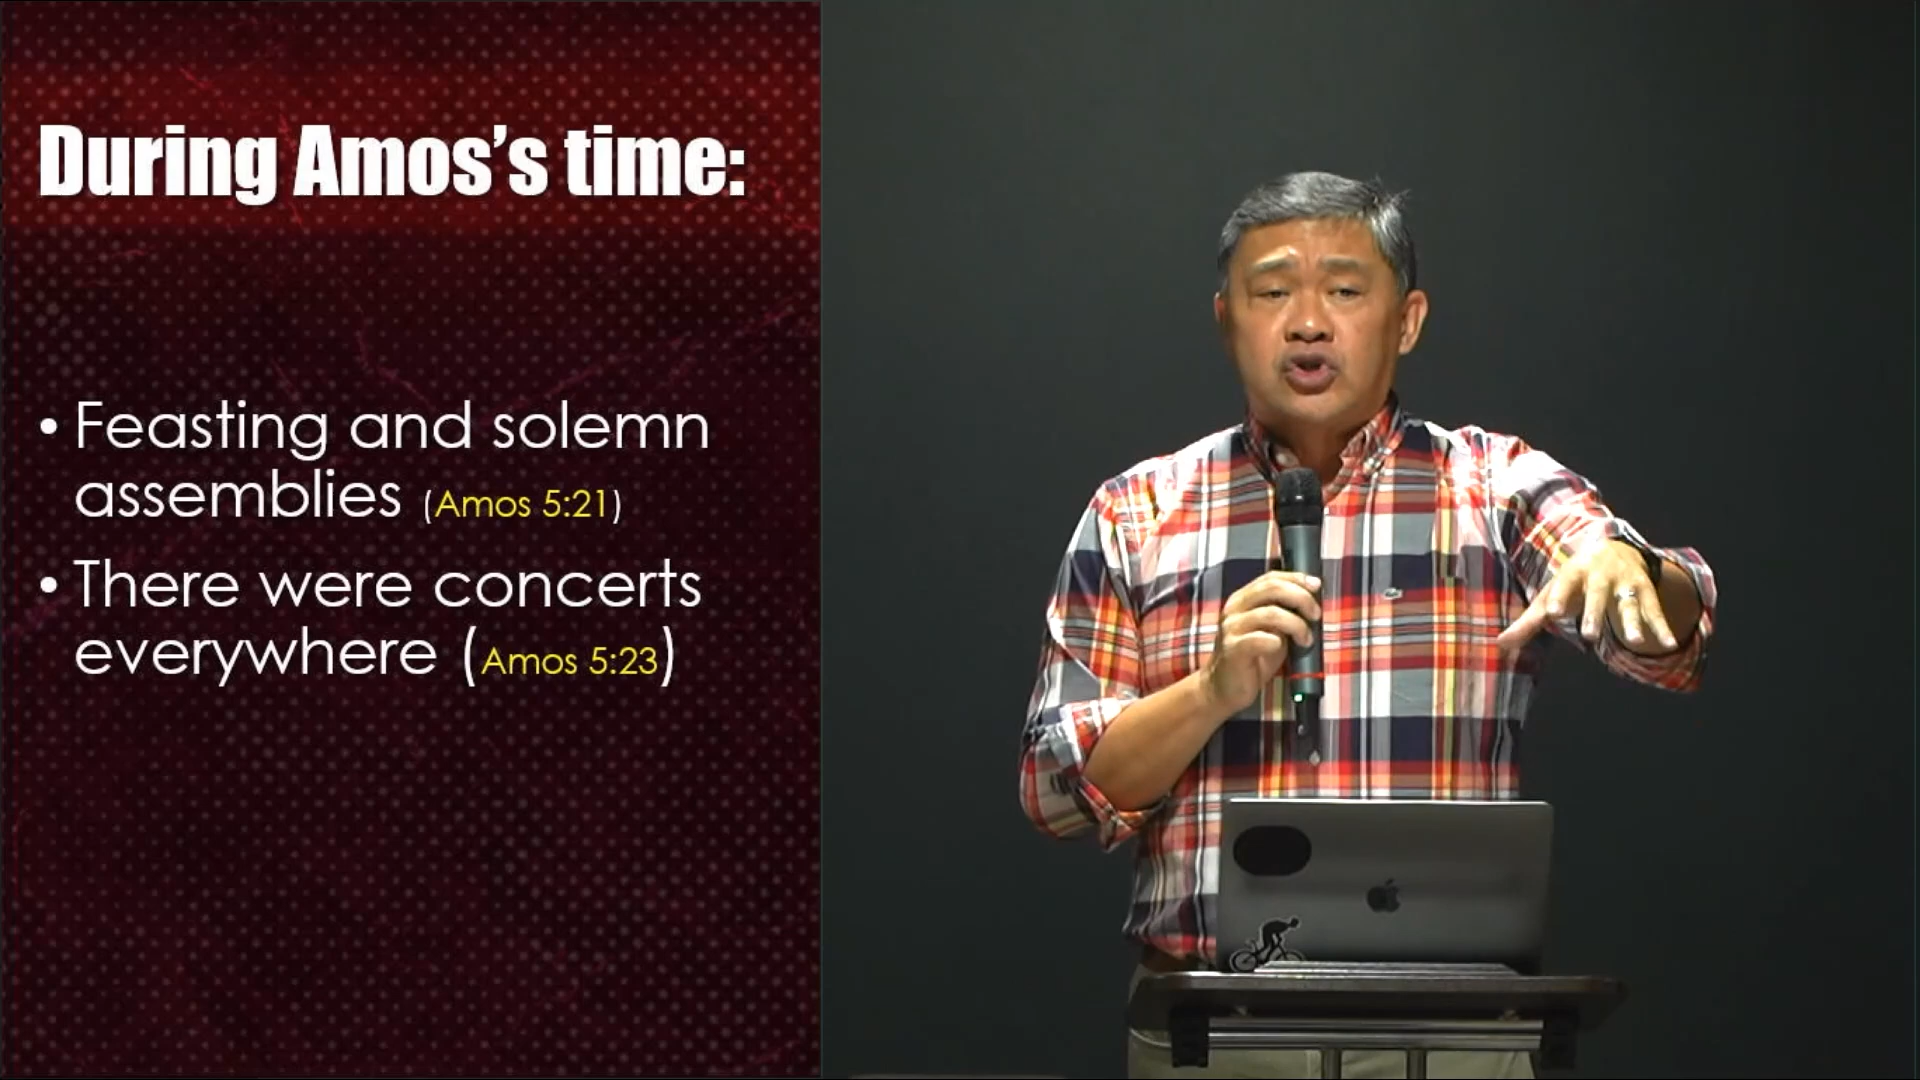 During Amos’s time:
• Feasting and solemn
assemblies (Amos 5:21)
• There were concerts
everywhere (Amos 5:23)